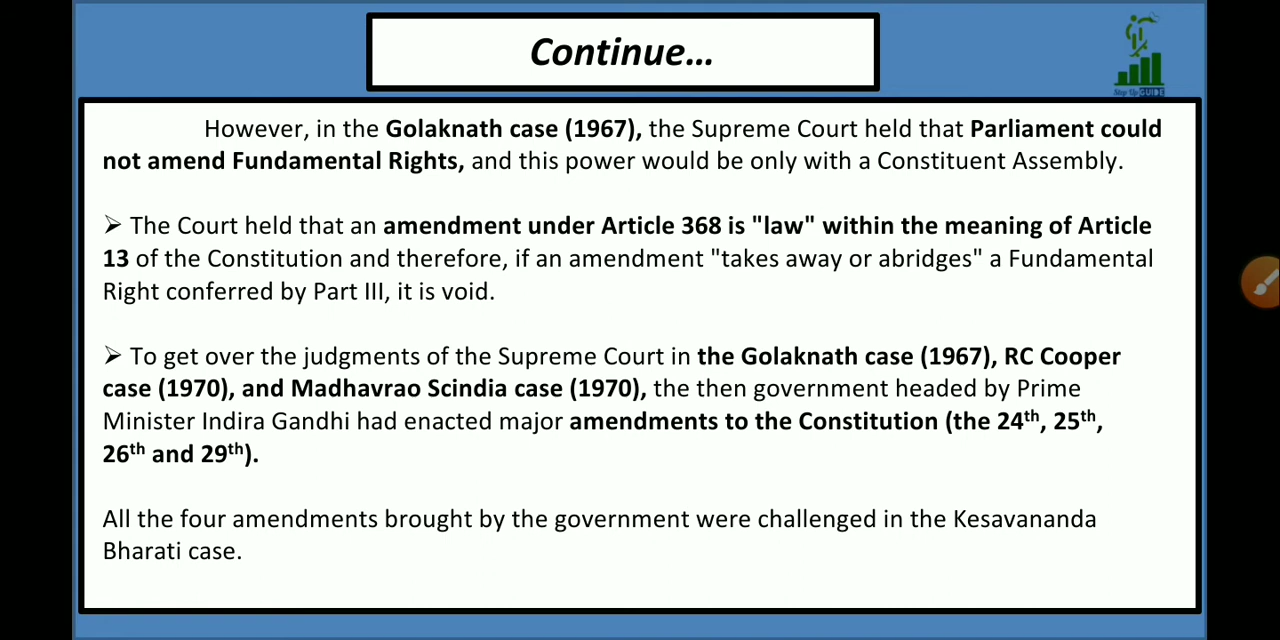 Continue...
Step Up GUIDE
However, in the Golaknath case (1967), the Supreme Court held that Parliament could
not amend Fundamental Rights, and this power would be only with a Constituent Assembly.
➢ The Court held that an amendment under Article 368 is "law" within the meaning of Article
13 of the Constitution and therefore, if an amendment "takes away or abridges" a Fundamental
Right conferred by Part III, it is void.
➢ To get over the judgments of the Supreme Court in the Golaknath case (1967), RC Cooper
case (1970), and Madhavrao Scindia case (1970), the then government headed by Prime
Minister Indira Gandhi had enacted major amendments to the Constitution (the 24th, 25th,
26th and 29th).
All the four amendments brought by the government were challenged in the Kesavananda
Bharati case.